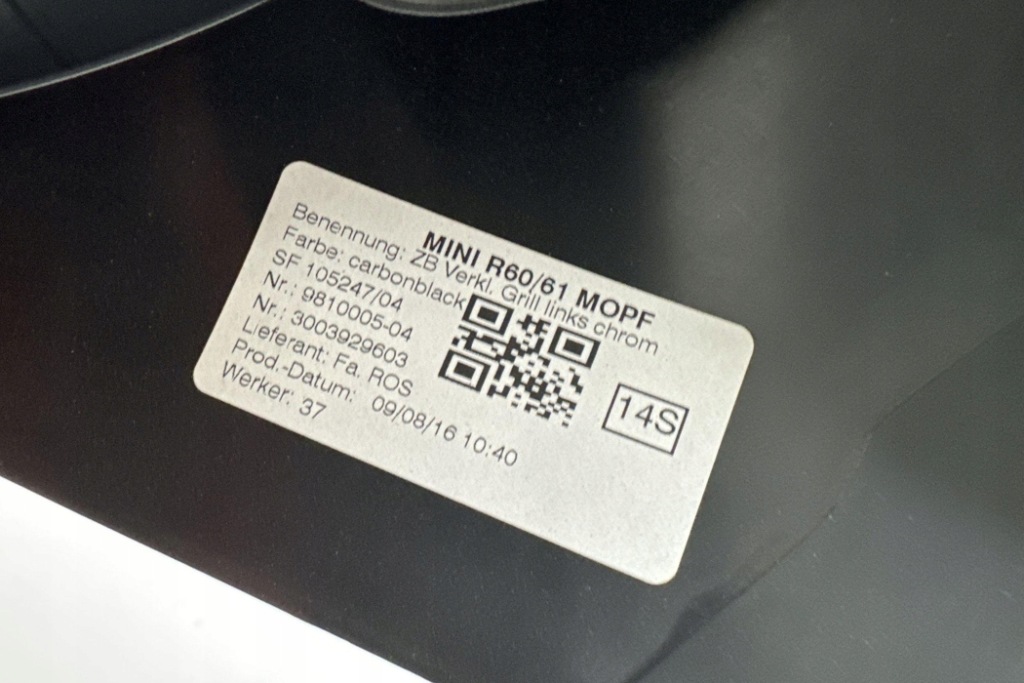 MINI R60/61 MOPF
Benennung: ZB Verkl. Grill links chrom
Farbe: carbonblack
SF 105247/04
Nr.: 9810005-04
Nr.: 3003929603
Lieferant: Fa. ROS
Prod.-Datum: 09/08/16 10:40
Werker: 37
14S